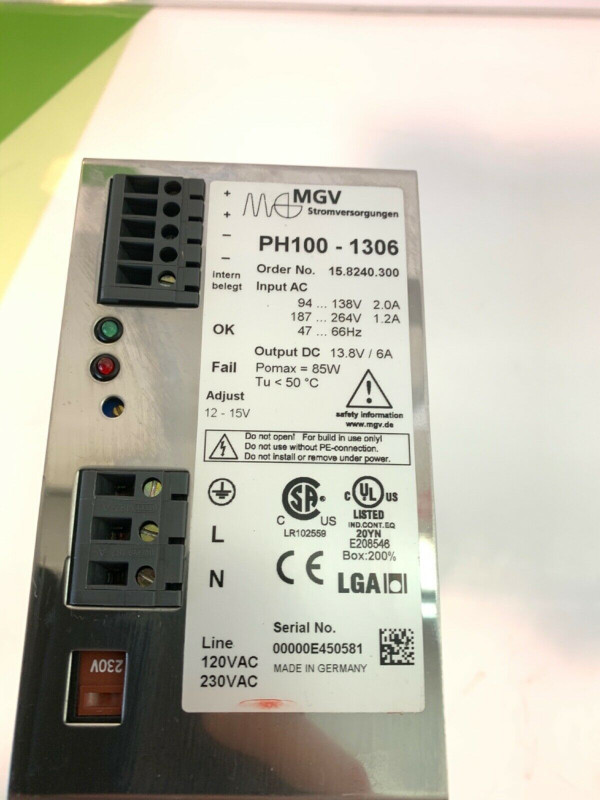 +
+
−
−
intern
belegt
MGV
Stromversorgungen
PH100 - 1306
Order No. 15.8240.300
Input AC
94 ... 138V 2.0A
187 ... 264V 1.2A
47 ... 66Hz
OK
Output DC 13.8V / 6A
Fail
Pomax = 85W
Tu < 50 °C
Adjust
12 - 15V
safety information
www.mgv.de
Do not open! For build in use only!
Do not use without PE-connection.
Do not install or remove under power.
L
N
C SA ® US
LR102559
C UL US
LISTED
IND.CONT.EQ
20YN
E208546
Box:200%
CE
LGA
Serial No.
00000E450581
MADE IN GERMANY
Line
120VAC
230VAC
230V